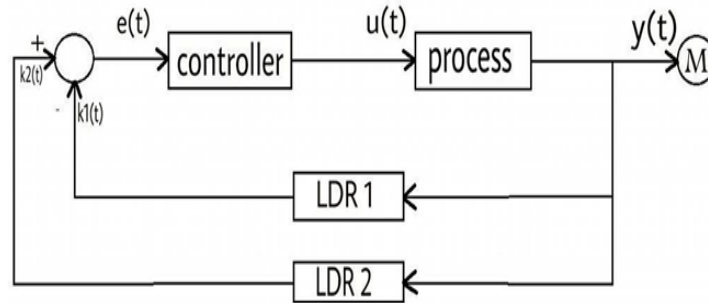 e(t)
u(t)
y(t)
+
controller
process
M
k2(t)
-
k1(t)
LDR 1
LDR 2